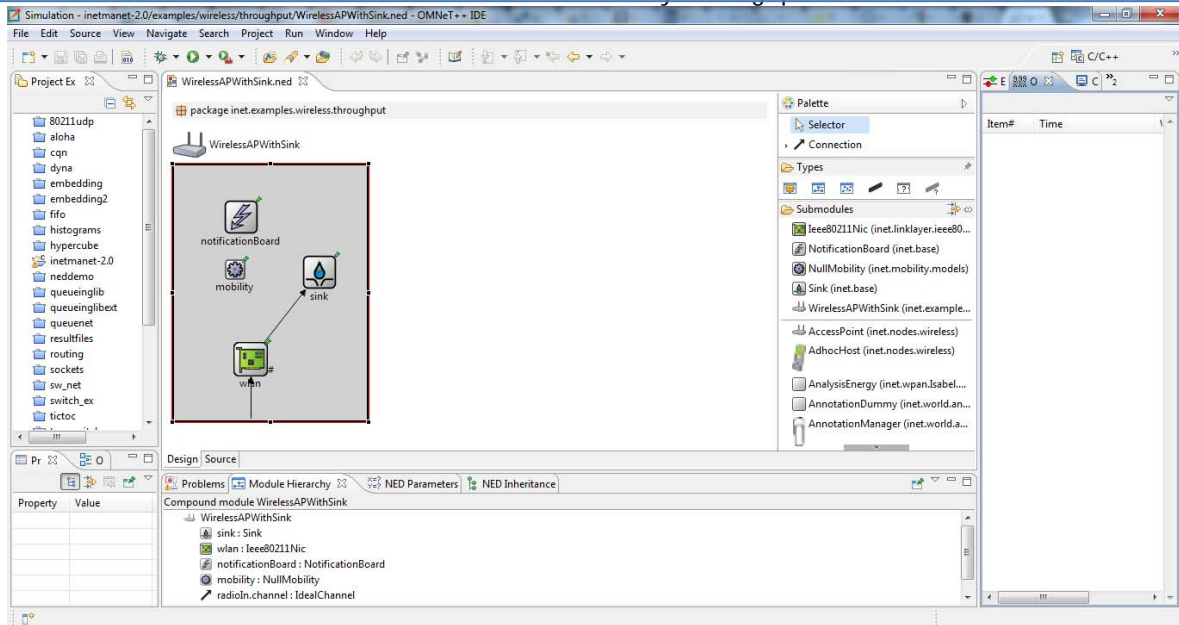 Simulation - inetmanet-2.0/examples/wireless/throughput/WirelessAPWithSink.ned - OMNeT++ IDE
File Edit Source View Navigate Search Project Run Window Help
C/C++
Project Ex
80211udp
aloha
cqn
dyna
embedding
embedding2
fifo
histograms
hypercube
inetmanet-2.0
neddemo
queueinglib
queueinglibext
queuenet
resultfiles
routing
sockets
sw_net
switch_ex
tictoc
WirelessAPWithSink.ned
package inet.examples.wireless.throughput
WirelessAPWithSink
notificationBoard
mobility
sink
wlan
Design Source
Palette
Selector
Connection
Types
Submodules
Ieee80211Nic (inet.linklayer.ieee80...
NotificationBoard (inet.base)
NullMobility (inet.mobility.models)
Sink (inet.base)
WirelessAPWithSink (inet.example...
AccessPoint (inet.nodes.wireless)
AdhocHost (inet.nodes.wireless)
AnalysisEnergy (inet.wpan.Isabel....
AnnotationDummy (inet.world.an...
AnnotationManager (inet.world.a...
E O C 2
Item# Time
Pr O
Property Value
Problems Module Hierarchy NED Parameters NED Inheritance
Compound module WirelessAPWithSink
WirelessAPWithSink
sink : Sink
wlan : Ieee80211Nic
notificationBoard : NotificationBoard
mobility : NullMobility
radioIn.channel : IdealChannel